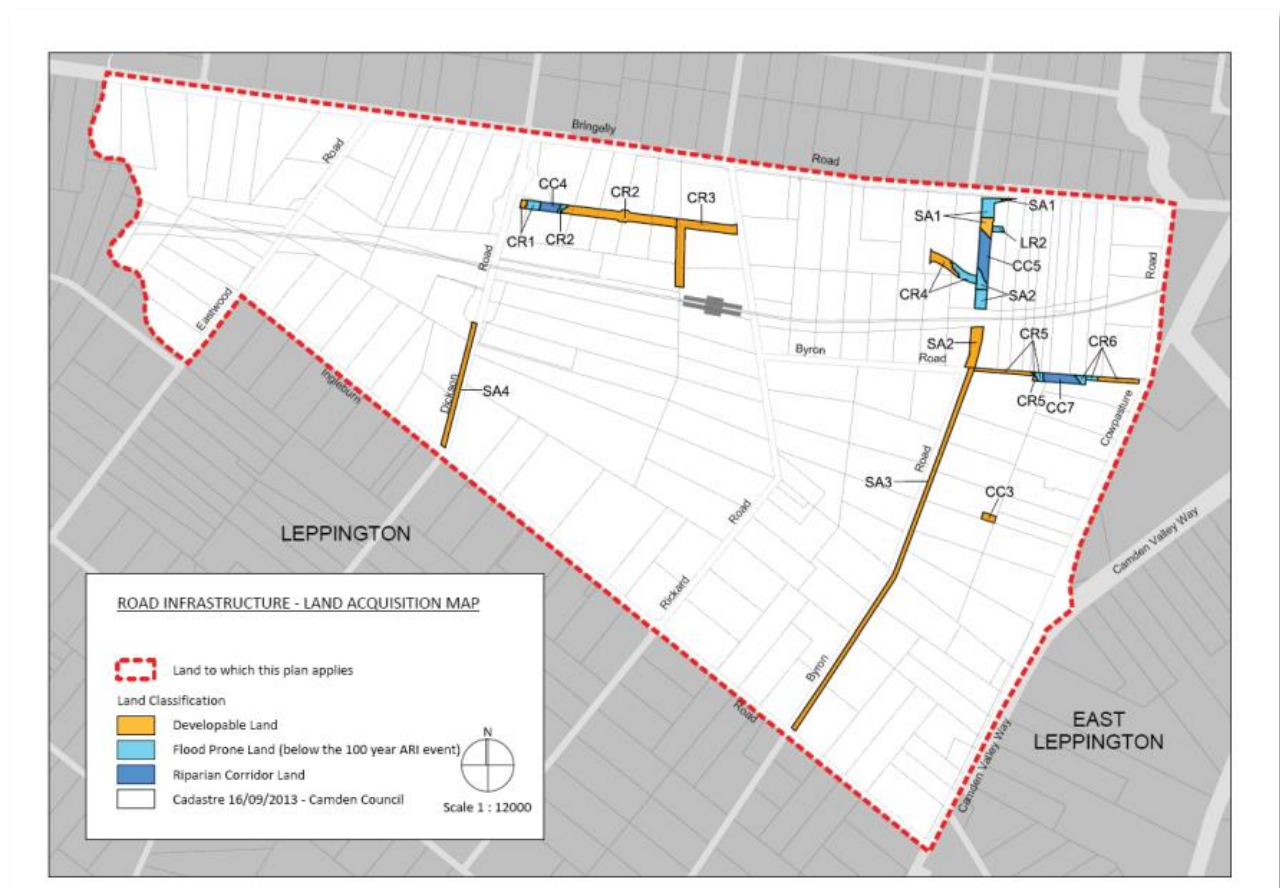 Bringelly
Road
Road
CC4
CR2
CR3
SA1
SA1
CR1
CR2
LR2
Road
CC5
Road
CR4
SA2
Eastwood
Byron
SA2
Road
CR5
CR6
Ingleburn
Dickson
SA4
CR5
CC7
Cowpasture
Road
SA3
CC3
Road
LEPPINGTON
Camden Valley Way
Rickard
Byron
Road
EAST
LEPPINGTON
Camden Valley Way
ROAD INFRASTRUCTURE - LAND ACQUISITION MAP
Land to which this plan applies
Land Classification
Developable Land
Flood Prone Land (below the 100 year ARI event)
Riparian Corridor Land
Cadastre 16/09/2013 - Camden Council
N
Scale 1 : 12000